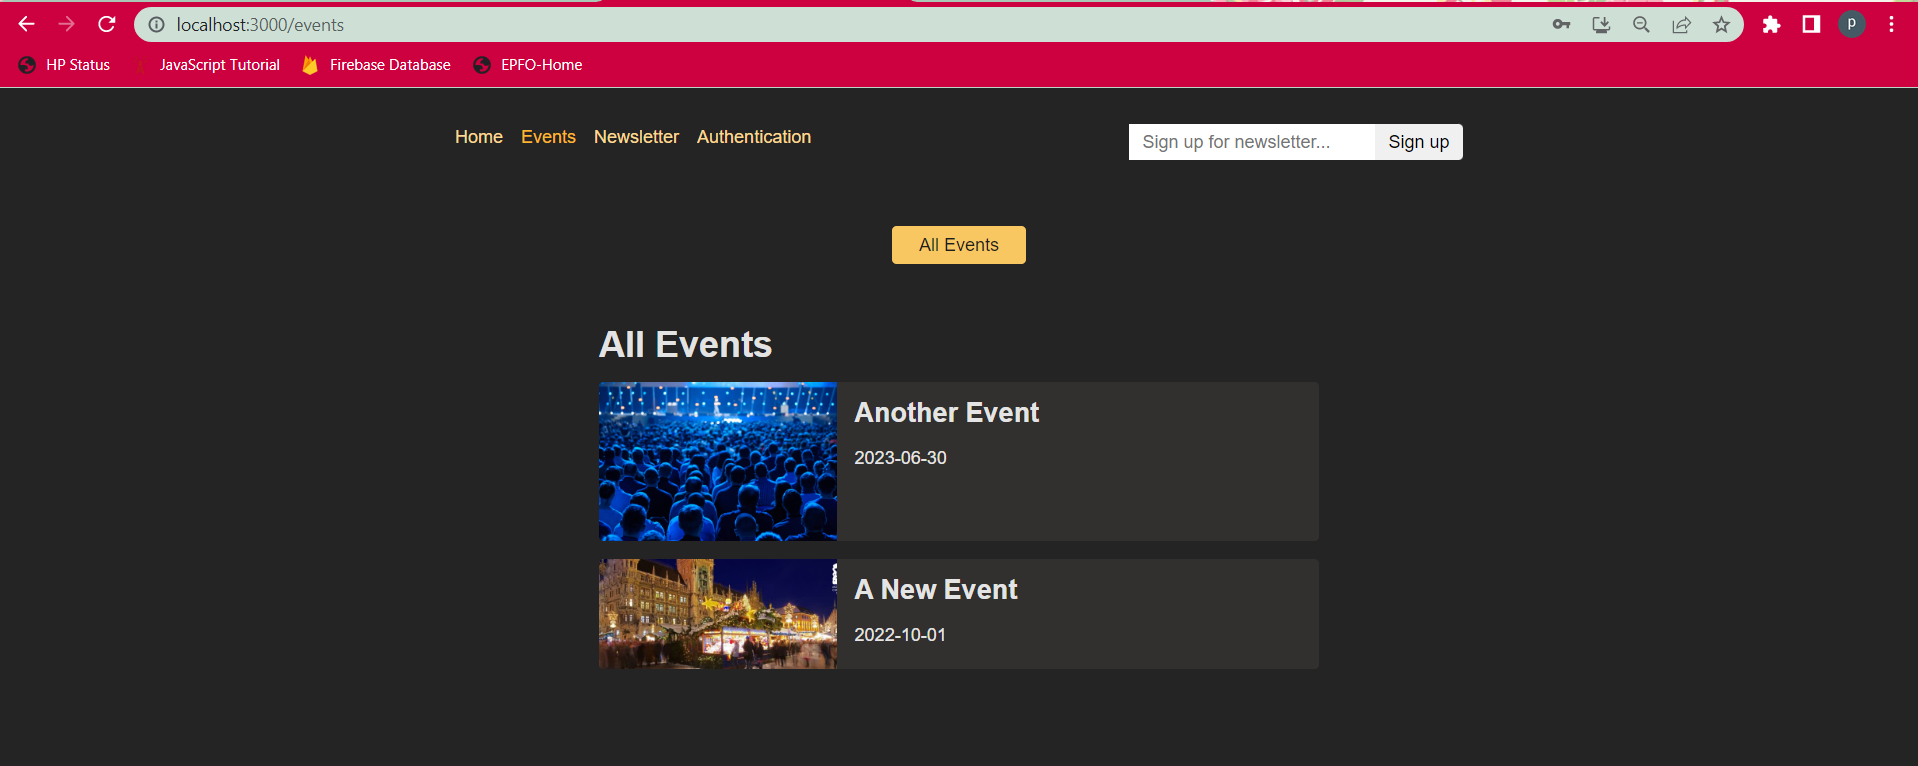 localhost:3000/events
p
HP Status JavaScript Tutorial Firebase Database EPFO-Home
Home Events Newsletter Authentication
Sign up for newsletter... Sign up
All Events
All Events
Another Event
2023-06-30
A New Event
2022-10-01